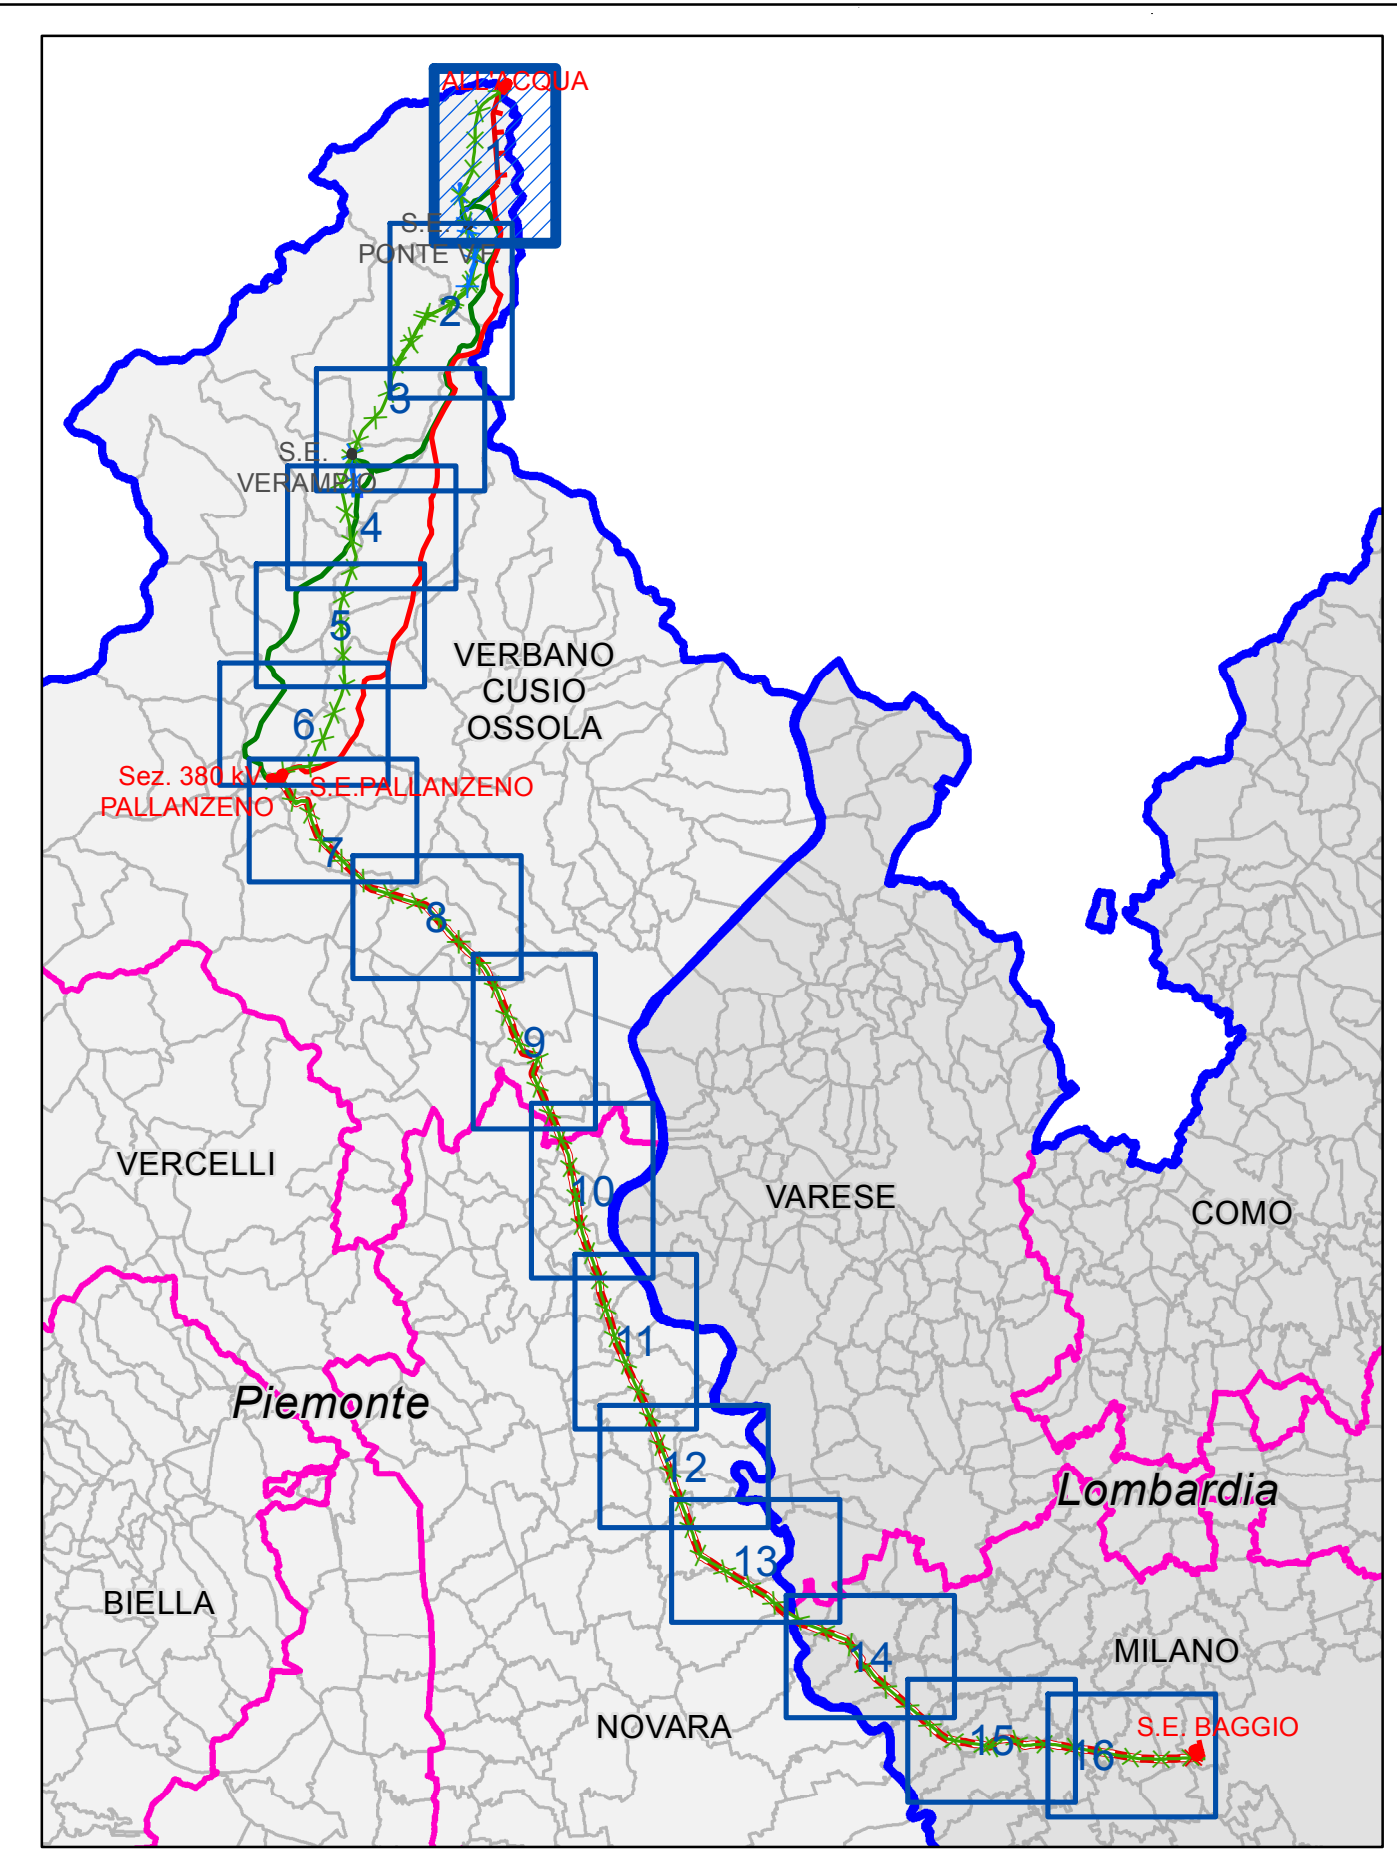 ALL'ACQUA
1
S.E.
PONTE V.F.
2
3
S.E.
VERAMPIO
4
5
VERBANO
CUSIO
OSSOLA
6
Sez. 380 kV
PALLANZENO
S.E.PALLANZENO
7
8
9
VERCELLI
10
VARESE
COMO
11
Piemonte
12
Lombardia
13
BIELLA
14
MILANO
NOVARA
15
S.E. BAGGIO
16